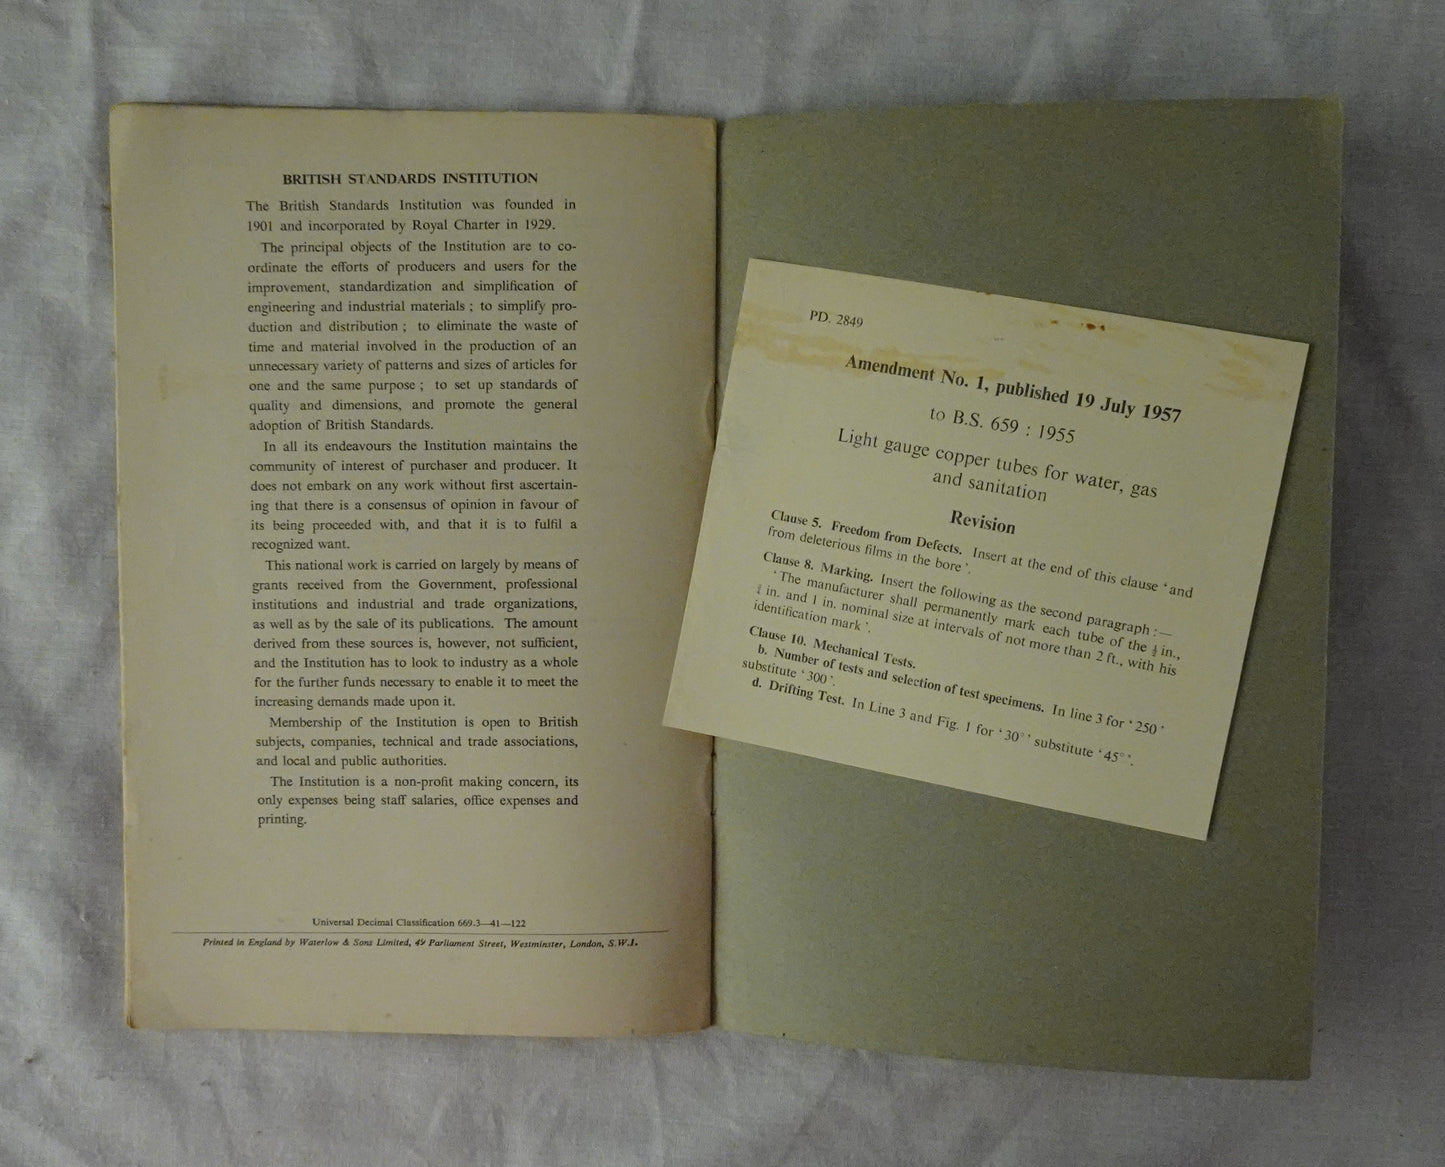 BRITISH STANDARDS INSTITUTION
The British Standards Institution was founded in
1901 and incorporated by Royal Charter in 1929.
The principal objects of the Institution are to co-
ordinate the efforts of producers and users for the
improvement, standardization and simplification of
engineering and industrial materials ; to simplify pro-
duction and distribution ; to eliminate the waste of
time and material involved in the production of an
unnecessary variety of patterns and sizes of articles for
one and the same purpose ; to set up standards of
quality and dimensions, and promote the general
adoption of British Standards.
In all its endeavours the Institution maintains the
community of interest of purchaser and producer. It
does not embark on any work without first ascertain-
ing that there is a consensus of opinion in favour of
its being proceeded with, and that it is to fulfil a
recognized want.
This national work is carried on largely by means of
grants received from the Government, professional
institutions and industrial and trade organizations,
as well as by the sale of its publications. The amount
derived from these sources is, however, not sufficient,
and the Institution has to look to industry as a whole
for the further funds necessary to enable it to meet the
increasing demands made upon it.
Membership of the Institution is open to British
subjects, companies, technical and trade associations,
and local and public authorities.
The Institution is a non-profit making concern, its
only expenses being staff salaries, office expenses and
printing.
Universal Decimal Classification 669.3—41—122
Printed in England by Waterlow & Sons Limited, 49 Parliament Street, Westminster, London, S.W.1.
PD. 2849
Amendment No. 1, published 19 July 1957
to B.S. 659 : 1955
Light gauge copper tubes for water, gas
and sanitation
Revision
Clause 5. Freedom from Defects. Insert at the end of this clause ‘ and
from deleterious films in the bore ’.
Clause 8. Marking. Insert the following as the second paragraph :—
‘ The manufacturer shall permanently mark each tube of the ½ in.,
¾ in. and 1 in. nominal size at intervals of not more than 2 ft., with his
identification mark ’.
Clause 10. Mechanical Tests.
b. Number of tests and selection of test specimens. In line 3 for ‘ 250 ’
substitute ‘ 300 ’.
d. Drifting Test. In Line 3 and Fig. 1 for ‘ 30° ’ substitute ‘ 45° ’.